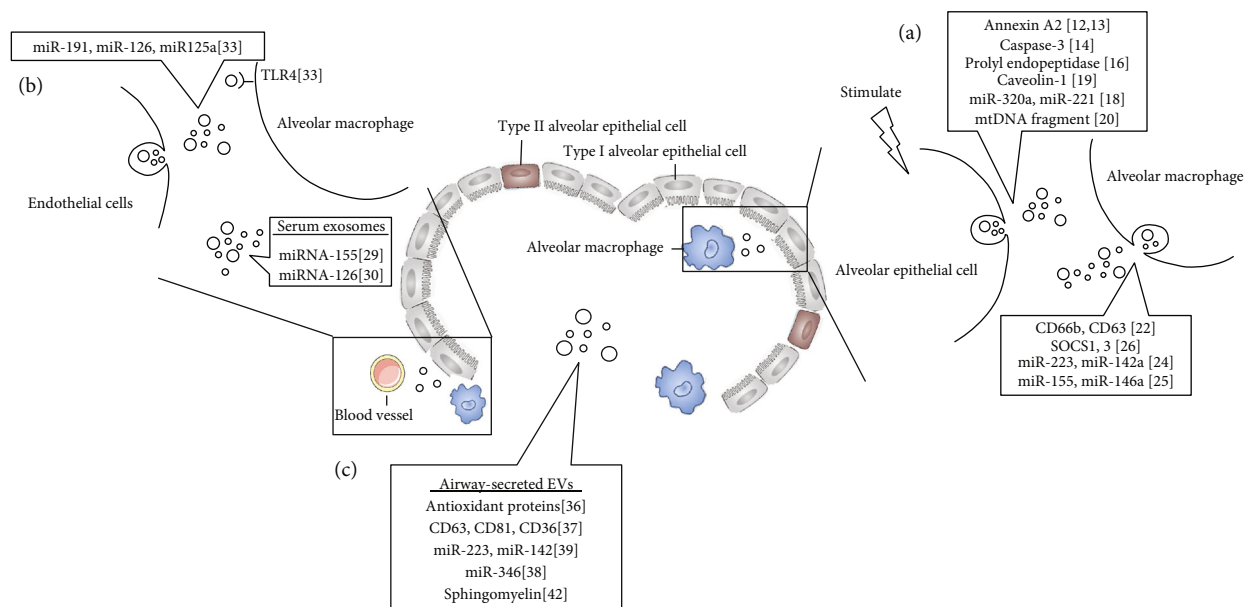 (a)
Annexin A2 [12,13]
Caspase-3 [14]
Prolyl endopeptidase [16]
Caveolin-1 [19]
miR-320a, miR-221 [18]
mtDNA fragment [20]
Stimulate
Alveolar macrophage
Alveolar epithelial cell
CD66b, CD63 [22]
SOCS1, 3 [26]
miR-223, miR-142a [24]
miR-155, miR-146a [25]
(b)
miR-191, miR-126, miR125a[33]
TLR4[33]
Alveolar macrophage
Endothelial cells
Serum exosomes
miRNA-155[29]
miRNA-126[30]
Type II alveolar epithelial cell
Type I alveolar epithelial cell
Alveolar macrophage
Blood vessel
(c)
Airway-secreted EVs
Antioxidant proteins[36]
CD63, CD81, CD36[37]
miR-223, miR-142[39]
miR-346[38]
Sphingomyelin[42]